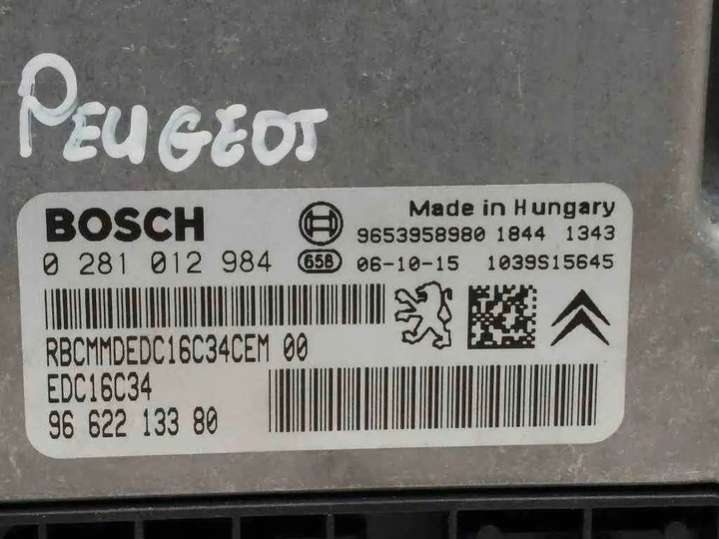 PEUGEOT
BOSCH Made in Hungary
9653958980 1844 1343
0 281 012 984 658 06-10-15 1039S15645
RBCMMDEDC16C34CEM 00
EDC16C34
96 622 133 80